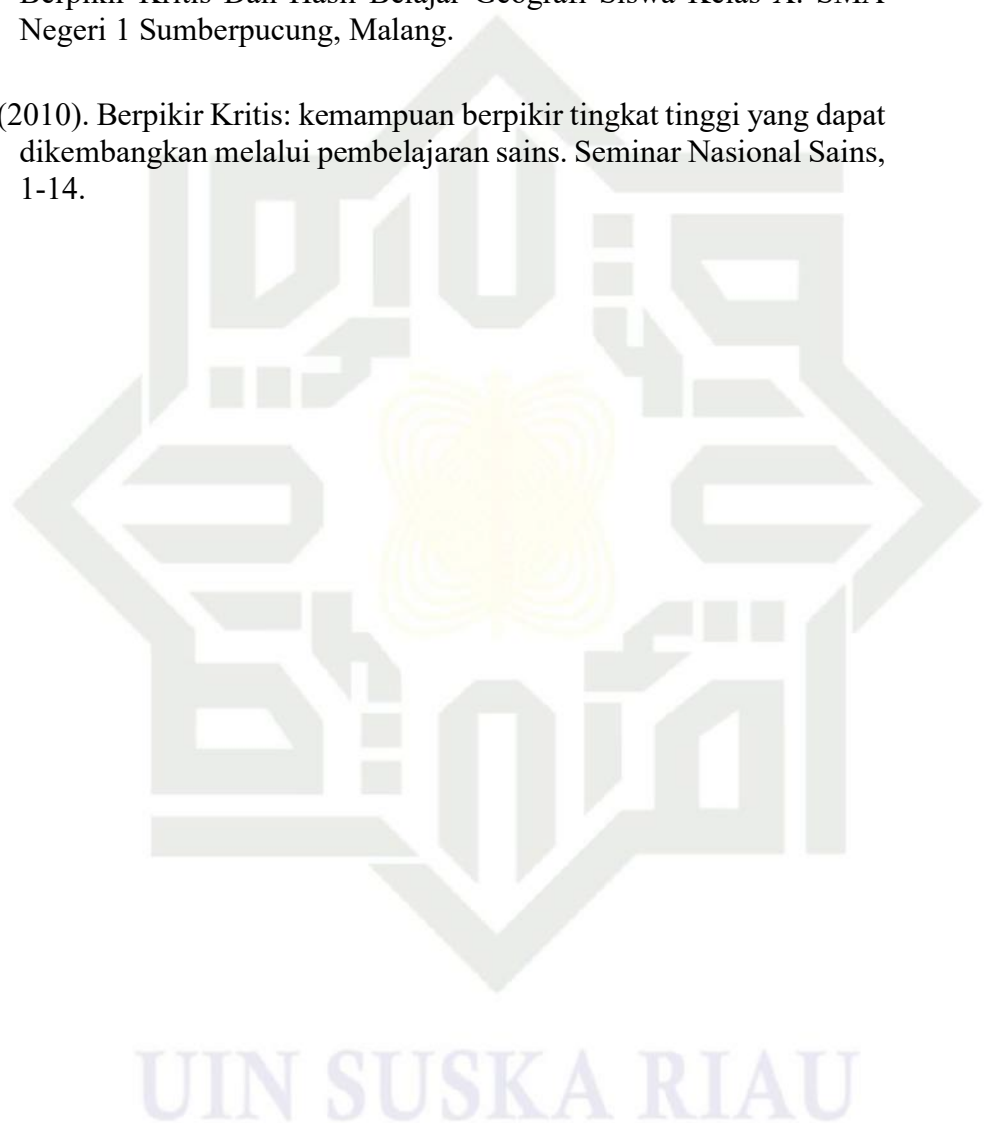 Berpikir Kritis Dan Hasil Belajar Geografi Siswa Kelas X. SMA
Negeri 1 Sumberpucung, Malang.
(2010). Berpikir Kritis: kemampuan berpikir tingkat tinggi yang dapat
dikembangkan melalui pembelajaran sains. Seminar Nasional Sains,
1-14.
UIN SUSKA RIAU